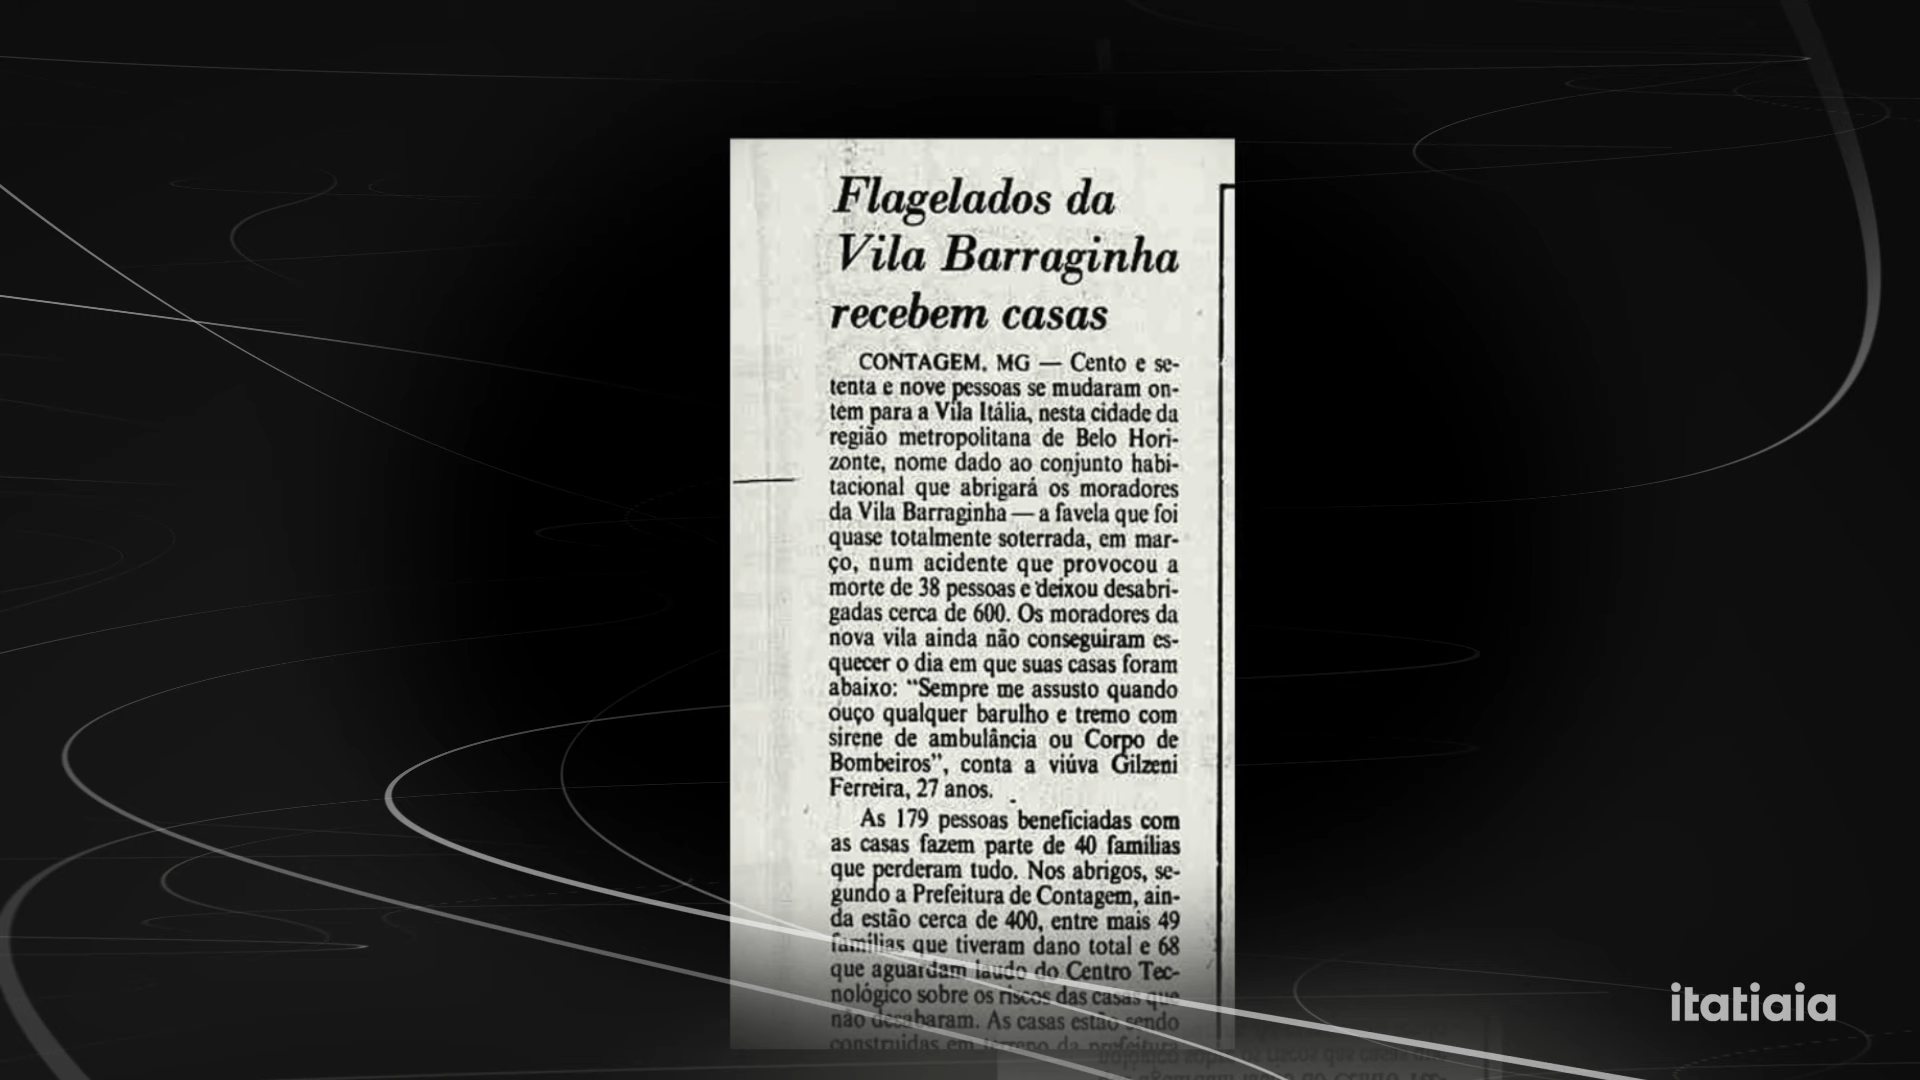 Flagelados da
Vila Barraginha
recebem casas
CONTAGEM, MG — Cento e se-
tenta e nove pessoas se mudaram on-
tem para a Vila Itália, nesta cidade da
região metropolitana de Belo Hori-
zonte, nome dado ao conjunto habi-
tacional que abrigará os moradores
da Vila Barraginha — a favela que foi
quase totalmente soterrada, em mar-
ço, num acidente que provocou a
morte de 38 pessoas e deixou desabri-
gadas cerca de 600. Os moradores da
nova vila ainda não conseguiram es-
quecer o dia em que suas casas foram
abaixo: “Sempre me assusto quando
ouço qualquer barulho e tremo com
sirene de ambulância ou Corpo de
Bombeiros”, conta a viúva Gilzeni
Ferreira, 27 anos.
As 179 pessoas beneficiadas com
as casas fazem parte de 40 famílias
que perderam tudo. Nos abrigos, se-
gundo a Prefeitura de Contagem, ain-
da estão cerca de 400, entre mais 49
famílias que tiveram dano total e 68
que aguardam laudo do Centro Tec-
nológico sobre os riscos das casas que
não desabaram. As casas estão sendo
construídas em terreno da prefeitura
itatiaia